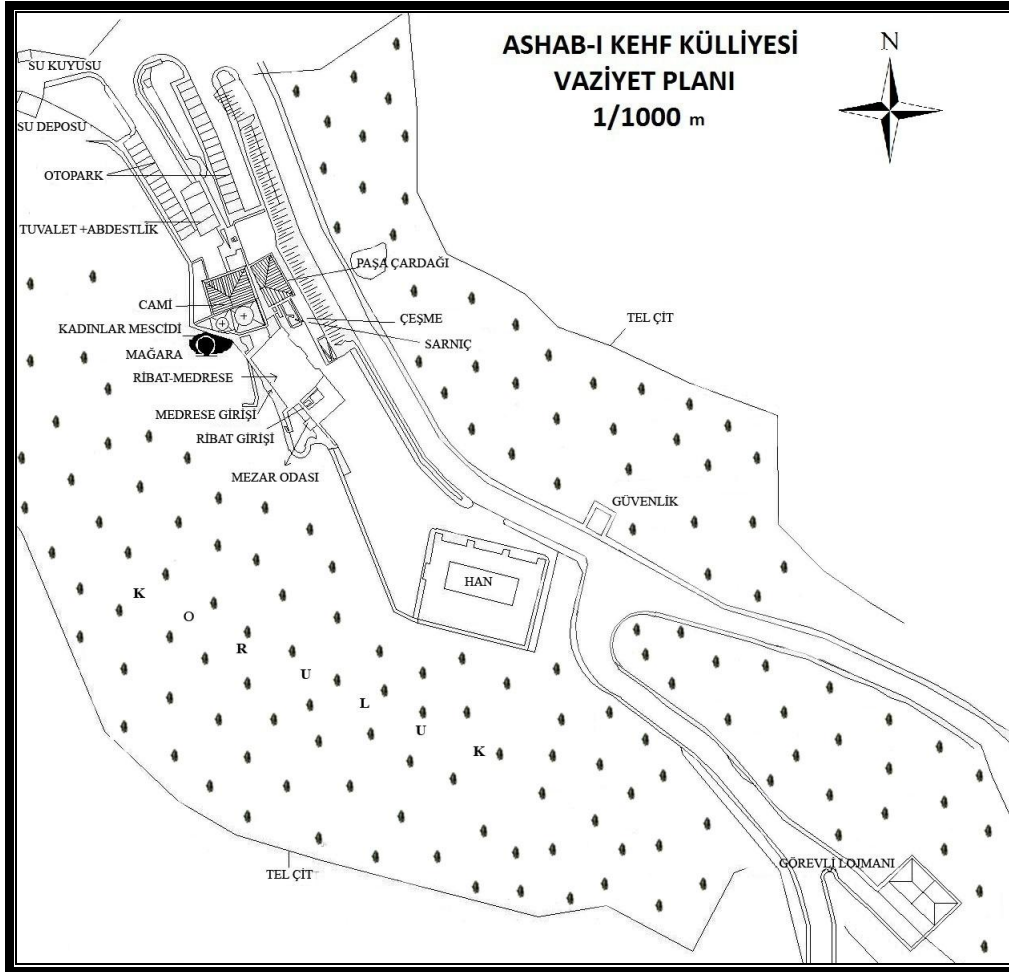 ASHAB-I KEHF KÜLLİYESİ
VAZİYET PLANI
1/1000 m
N
SU KUYUSU
SU DEPOSU
OTOPARK
TUVALET +ABDESTLİK
PAŞA ÇARDAĞI
CAMİ
ÇEŞME
TEL ÇİT
KADINLAR MESCİDİ
SARNIÇ
MAĞARA
RİBAT-MEDRESE
MEDRESE GİRİŞİ
RİBAT GİRİŞİ
MEZAR ODASI
GÜVENLİK
HAN
K O R U L U K
GÖREVLİ LOJMANI
TEL ÇİT